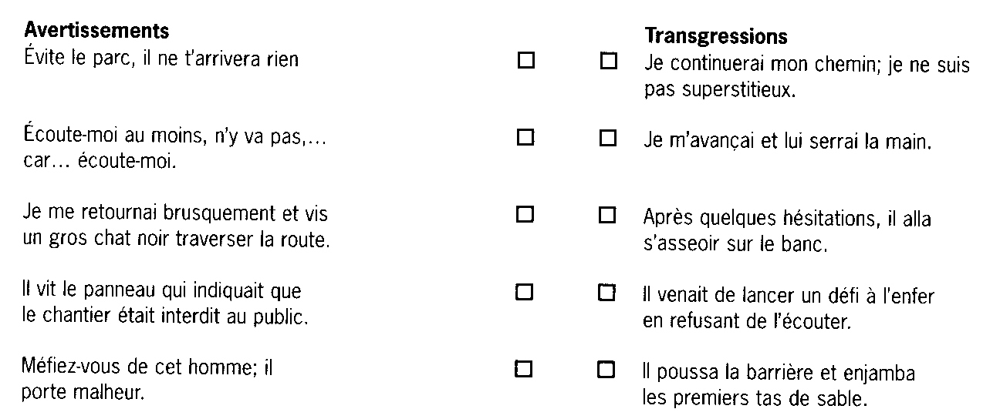 Avertissements
Évite le parc, il ne t'arrivera rien
Écoute-moi au moins, n'y va pas,...
car... écoute-moi.
Je me retournai brusquement et vis
un gros chat noir traverser la route.
Il vit le panneau qui indiquait que
le chantier était interdit au public.
Méfiez-vous de cet homme; il
porte malheur.
Transgressions
Je continuerai mon chemin; je ne suis
pas superstitieux.
Je m'avançai et lui serrai la main.
Après quelques hésitations, il alla
s'asseoir sur le banc.
Il venait de lancer un défi à l'enfer
en refusant de l'écouter.
Il poussa la barrière et enjamba
les premiers tas de sable.